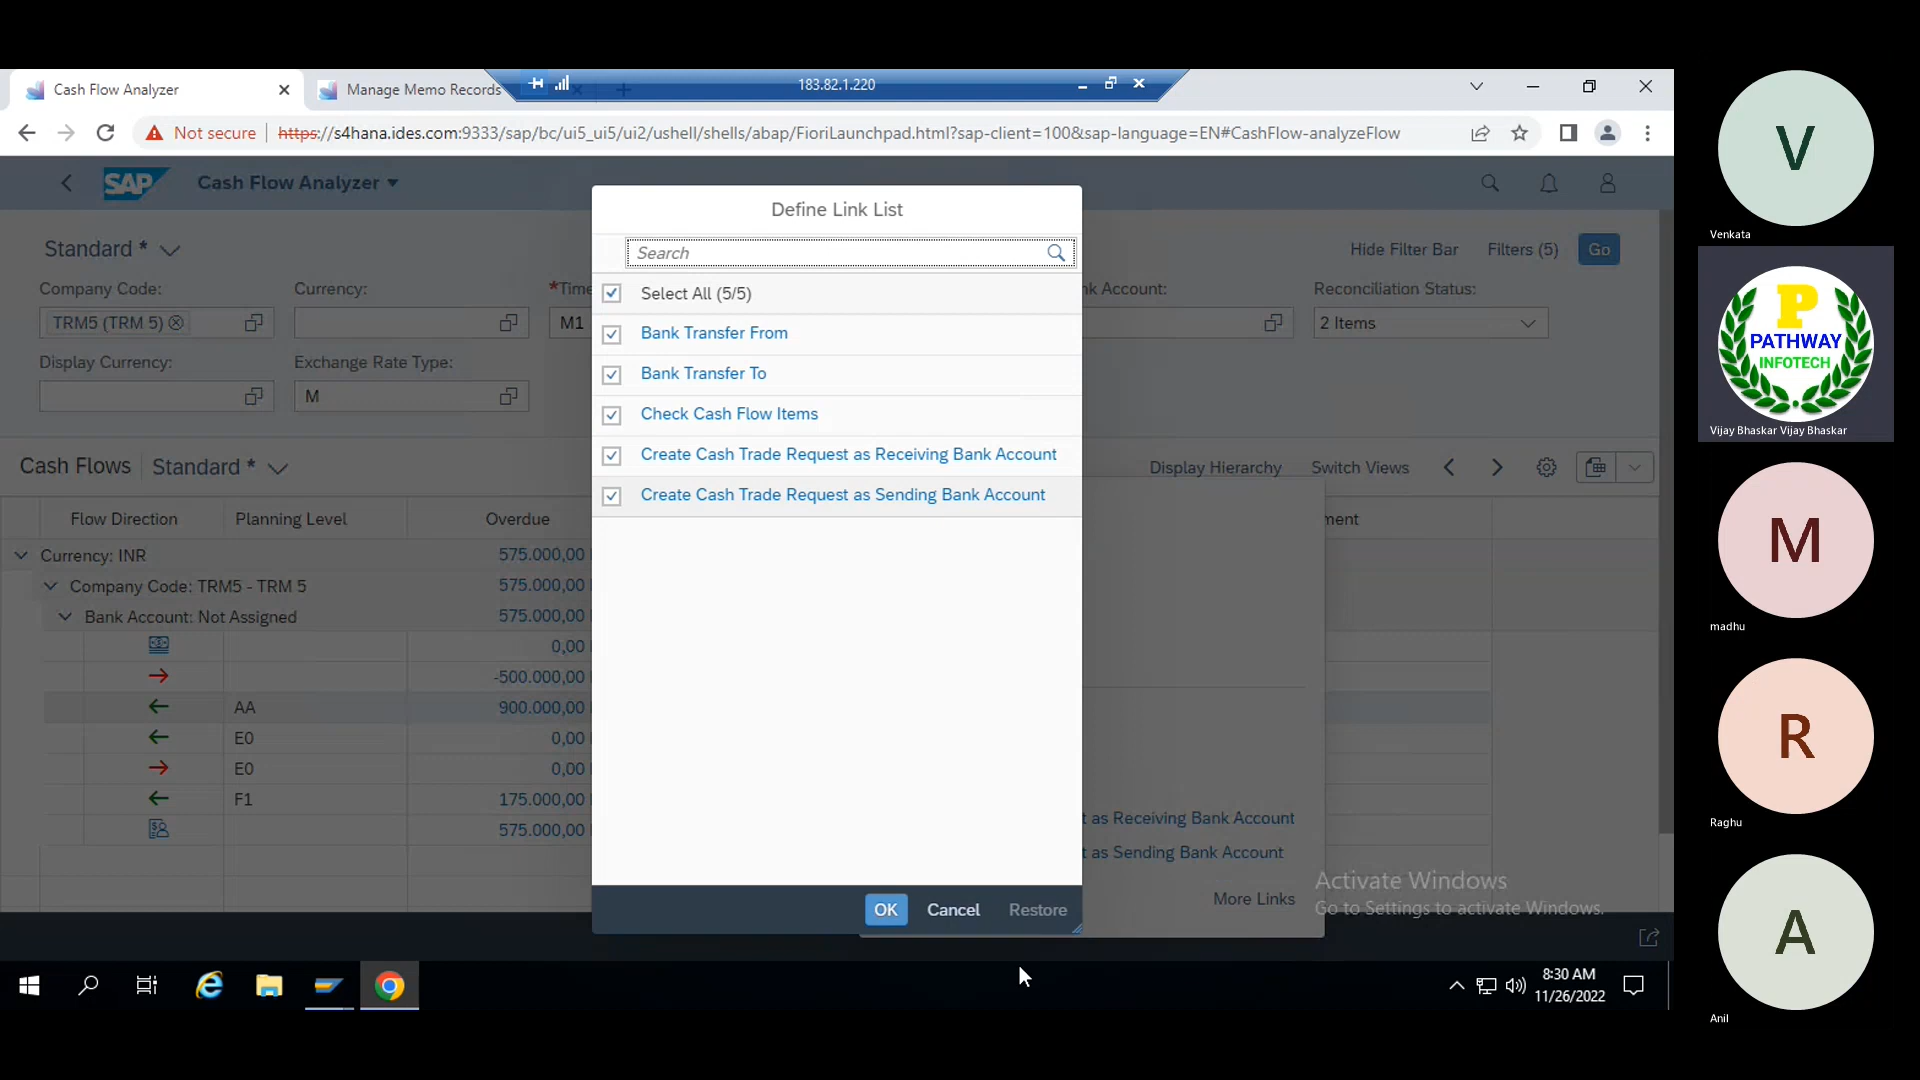 Cash Flow Analyzer
Manage Memo Records
183.82.1.220
Not secure
https://s4hana.ides.com:9333/sap/bc/ui5_ui5/ui2/ushell/shells/abap/FioriLaunchpad.html?sap-client=100&sap-language=EN#CashFlow-analyzeFlow
SAP
Cash Flow Analyzer
Standard *
Hide Filter Bar
Filters (5)
Go
Company Code:
Currency:
*Time
nk Account:
Reconciliation Status:
TRM5 (TRM 5)
M1
2 Items
Display Currency:
Exchange Rate Type:
M
Cash Flows
Standard *
Display Hierarchy
Switch Views
Flow Direction
Planning Level
Overdue
ment
Currency: INR
575.000,00
Company Code: TRM5 - TRM 5
575.000,00
Bank Account: Not Assigned
575.000,00
0,00
-500.000,00
AA
900.000,00
E0
0,00
E0
0,00
F1
175.000,00
575.000,00
Define Link List
Search
Select All (5/5)
Bank Transfer From
Bank Transfer To
Check Cash Flow Items
Create Cash Trade Request as Receiving Bank Account
Create Cash Trade Request as Sending Bank Account
OK
Cancel
Restore
t as Receiving Bank Account
t as Sending Bank Account
More Links
Activate Windows
Go to Settings to activate Windows.
8:30 AM
11/26/2022
V
Venkata
P
PATHWAY
INFOTECH
Vijay Bhaskar Vijay Bhaskar
M
madhu
R
Raghu
A
Anil